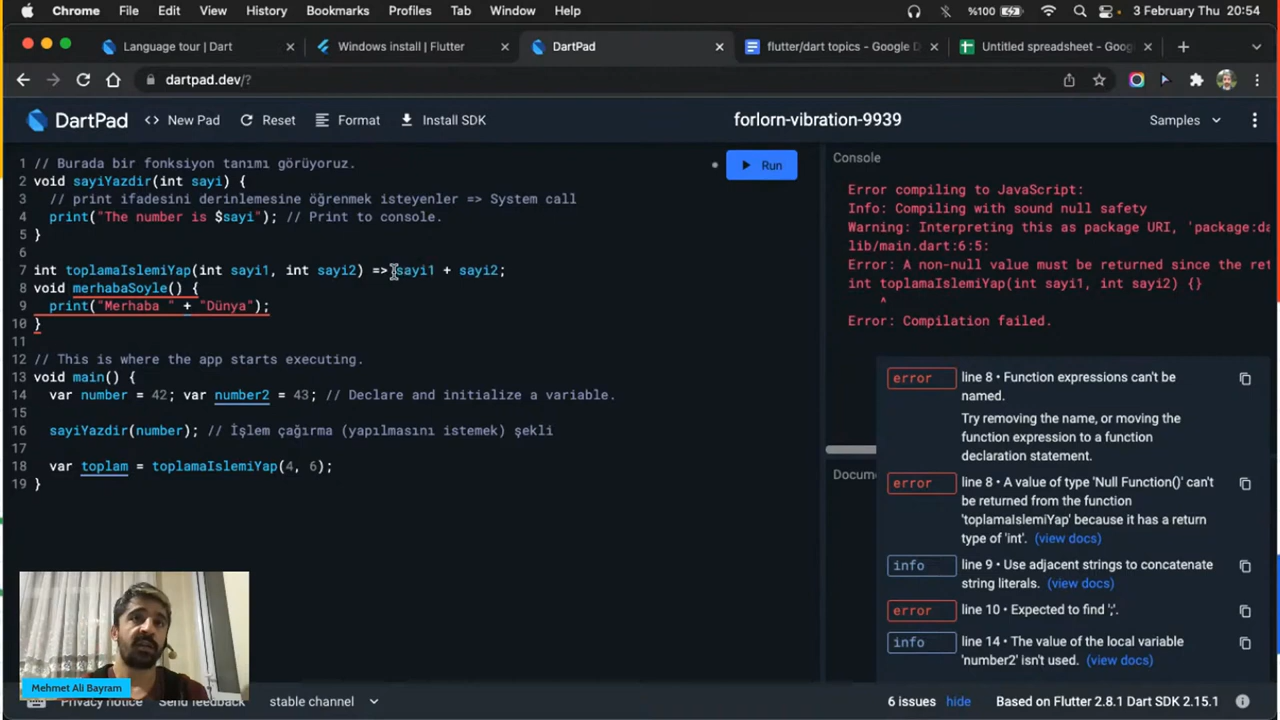 Chrome File Edit View History Bookmarks Profiles Tab Window Help %100 3 February Thu 20:54
Language tour | Dart
Windows install | Flutter
DartPad
flutter/dart topics - Google D
Untitled spreadsheet - Goog
dartpad.dev/?
DartPad
<> New Pad
Reset
Format
Install SDK
forlorn-vibration-9939
Samples
1 // Burada bir fonksiyon tanımı görüyoruz.
2 void sayiYazdir(int sayi) {
3 // print ifadesini derinlemesine öğrenmek isteyenler => System call
4 print("The number is $sayi"); // Print to console.
5 }
6
7 int toplamaIslemiYap(int sayi1, int sayi2) => sayi1 + sayi2;
8 void merhabaSoyle() {
9 print("Merhaba " + "Dünya");
10 }
11
12 // This is where the app starts executing.
13 void main() {
14 var number = 42; var number2 = 43; // Declare and initialize a variable.
15
16 sayiYazdir(number); // İşlem çağırma (yapılmasını istemek) şekli
17
18 var toplam = toplamaIslemiYap(4, 6);
19 }
Run
Console
Error compiling to JavaScript:
Info: Compiling with sound null safety
Warning: Interpreting this as package URI, 'package:da
lib/main.dart:6:5:
Error: A non-null value must be returned since the ret
int toplamaIslemiYap(int sayi1, int sayi2) {}
^
Error: Compilation failed.
Docum
error line 8 • Function expressions can't be
named.
Try removing the name, or moving the
function expression to a function
declaration statement.
error line 8 • A value of type 'Null Function()' can't
be returned from the function
'toplamaIslemiYap' because it has a return
type of 'int'. (view docs)
info line 9 • Use adjacent strings to concatenate
string literals. (view docs)
error line 10 • Expected to find ';'.
info line 14 • The value of the local variable
'number2' isn't used. (view docs)
Mehmet Ali Bayram
Privacy notice Send feedback stable channel
6 issues hide Based on Flutter 2.8.1 Dart SDK 2.15.1